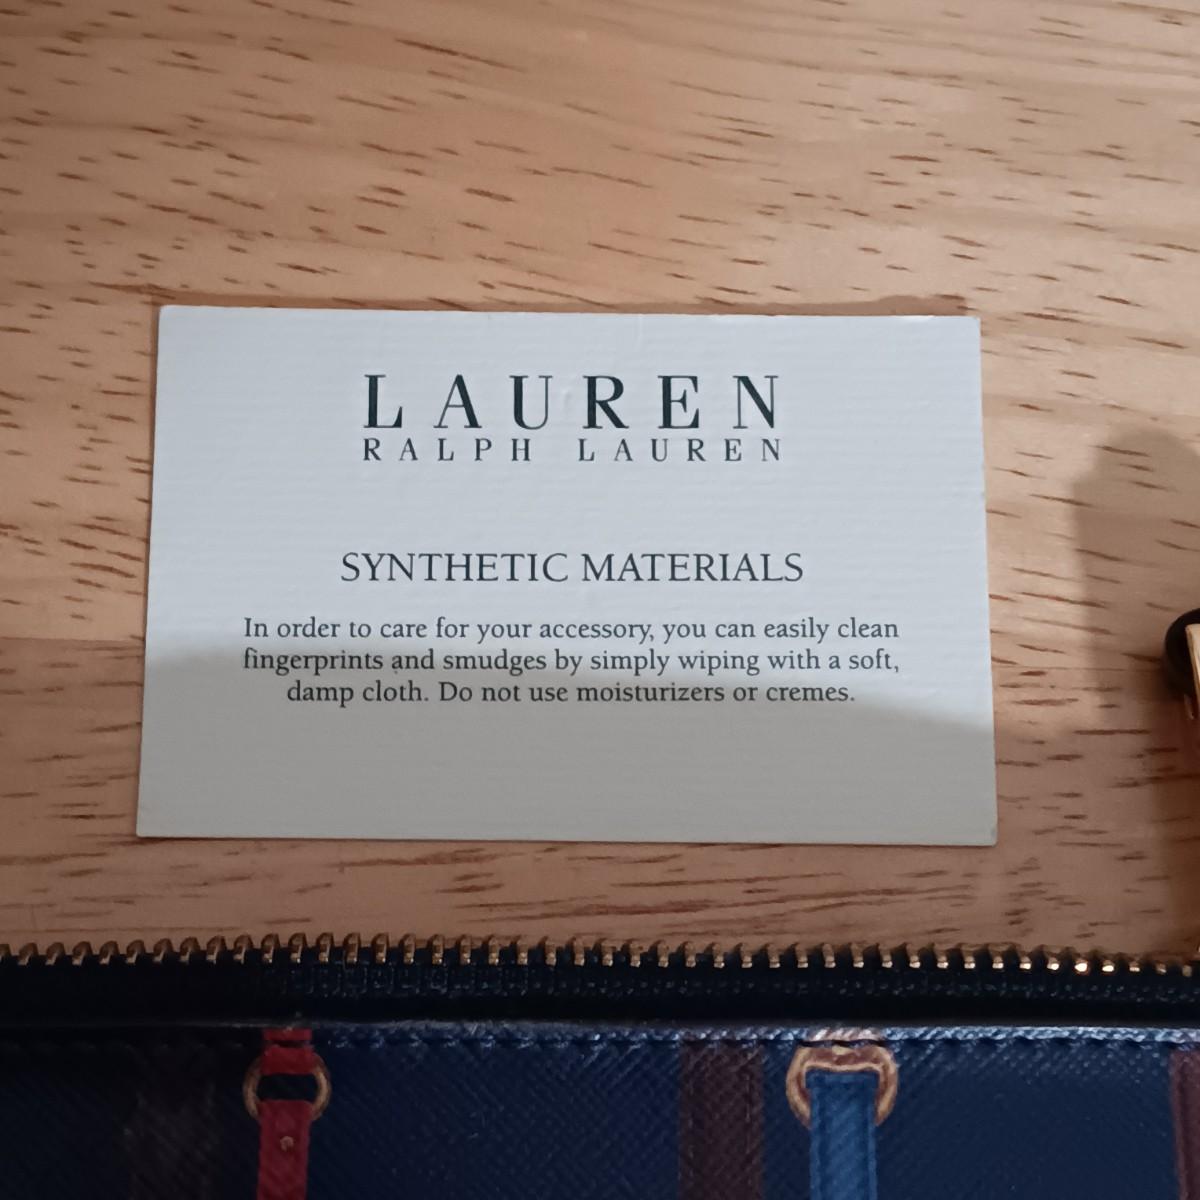 LAUREN
RALPH LAUREN
SYNTHETIC MATERIALS
In order to care for your accessory, you can easily clean
fingerprints and smudges by simply wiping with a soft,
damp cloth. Do not use moisturizers or cremes.